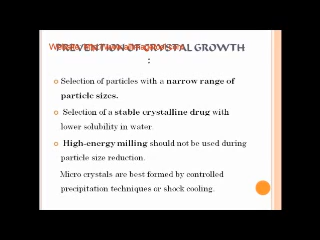 PREVENTION OF CRYSTAL GROWTH
:
Selection of particles with a narrow range of
particle sizes.
Selection of a stable crystalline drug with
lower solubility in water
High-energy milling should not be used during
particle size reduction.
Micro crystals are best formed by controlled
precipitation techniques or shock cooling.